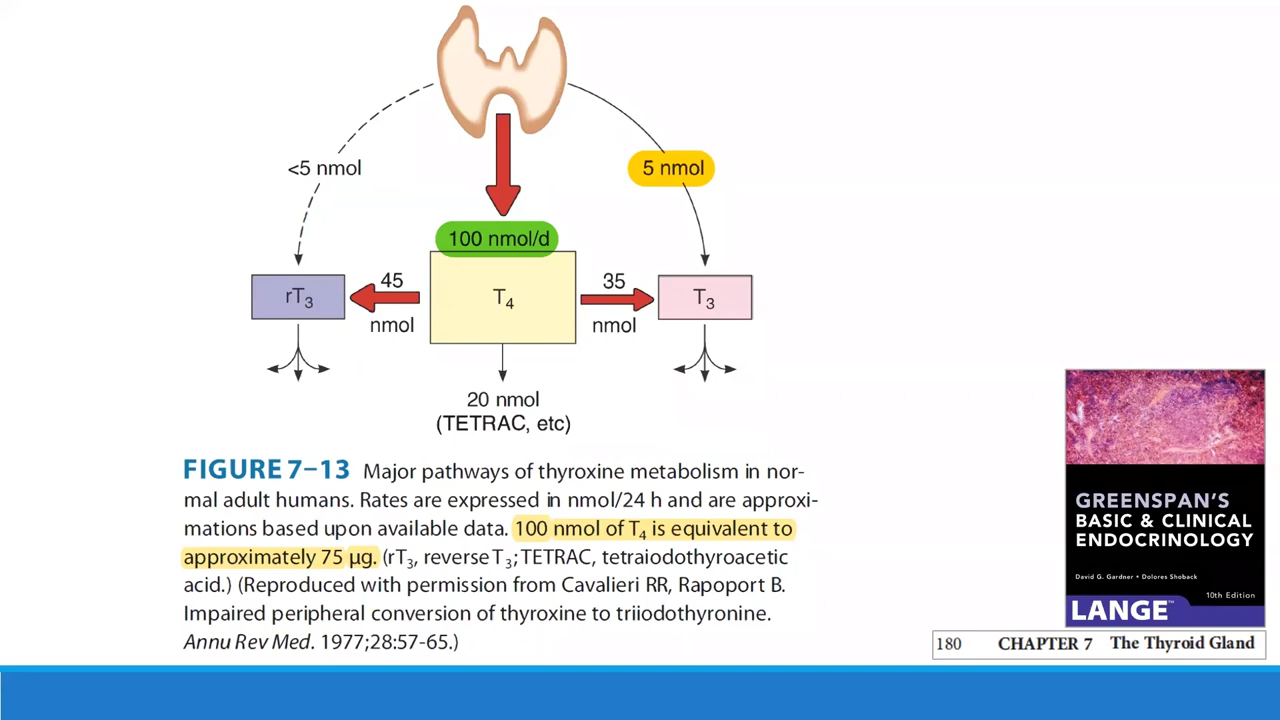 <5 nmol
5 nmol
100 nmol/d
rT3
45
nmol
T4
35
nmol
T3
20 nmol
(TETRAC, etc)
FIGURE 7–13 Major pathways of thyroxine metabolism in nor-
mal adult humans. Rates are expressed in nmol/24 h and are approxi-
mations based upon available data. 100 nmol of T4 is equivalent to
approximately 75 μg. (rT3, reverse T3; TETRAC, tetraiodothyroacetic
acid.) (Reproduced with permission from Cavalieri RR, Rapoport B.
Impaired peripheral conversion of thyroxine to triiodothyronine.
Annu Rev Med. 1977;28:57-65.)
GREENSPAN'S
BASIC & CLINICAL
ENDOCRINOLOGY
David G. Gardner • Dolores Shoback
10th Edition
LANGE™
180 CHAPTER 7 The Thyroid Gland